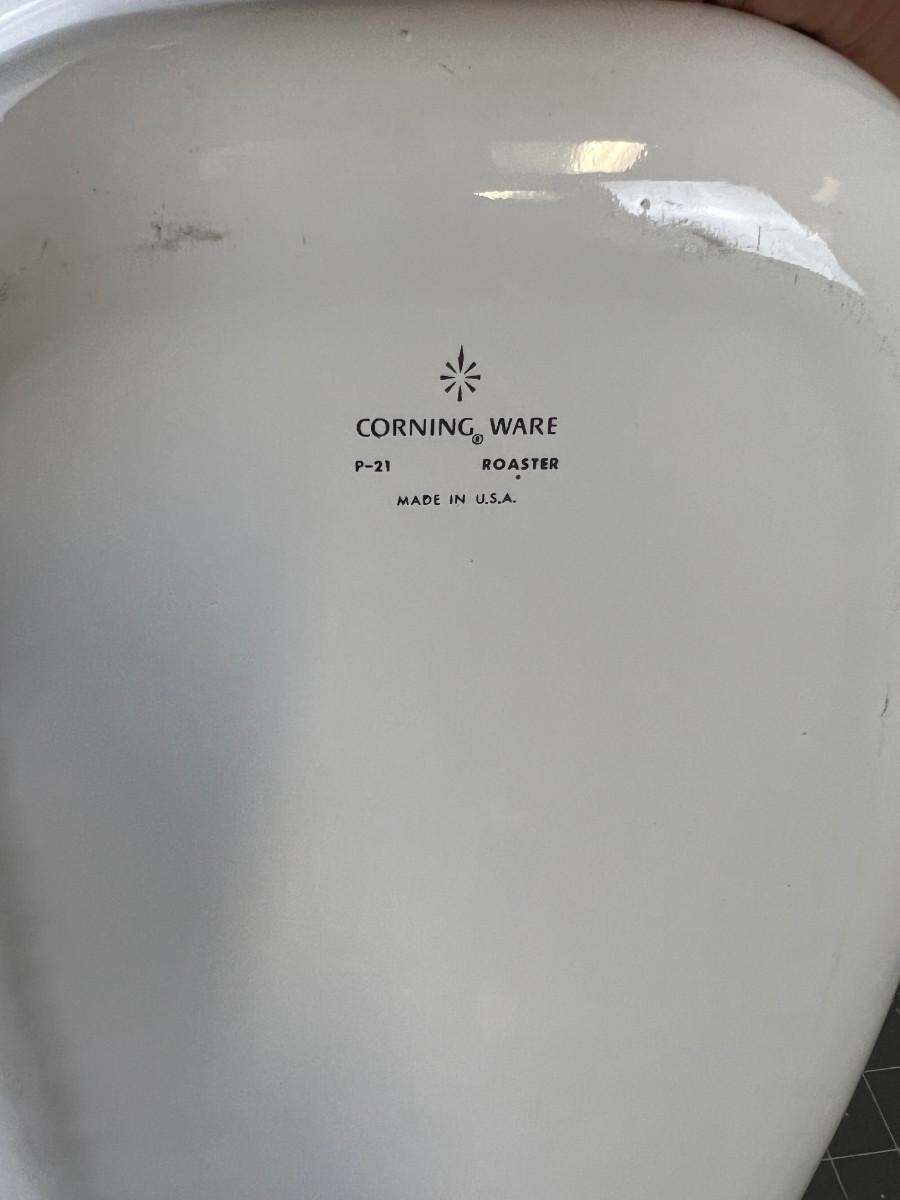 CORNING® WARE
P-21 ROASTER
MADE IN U.S.A.